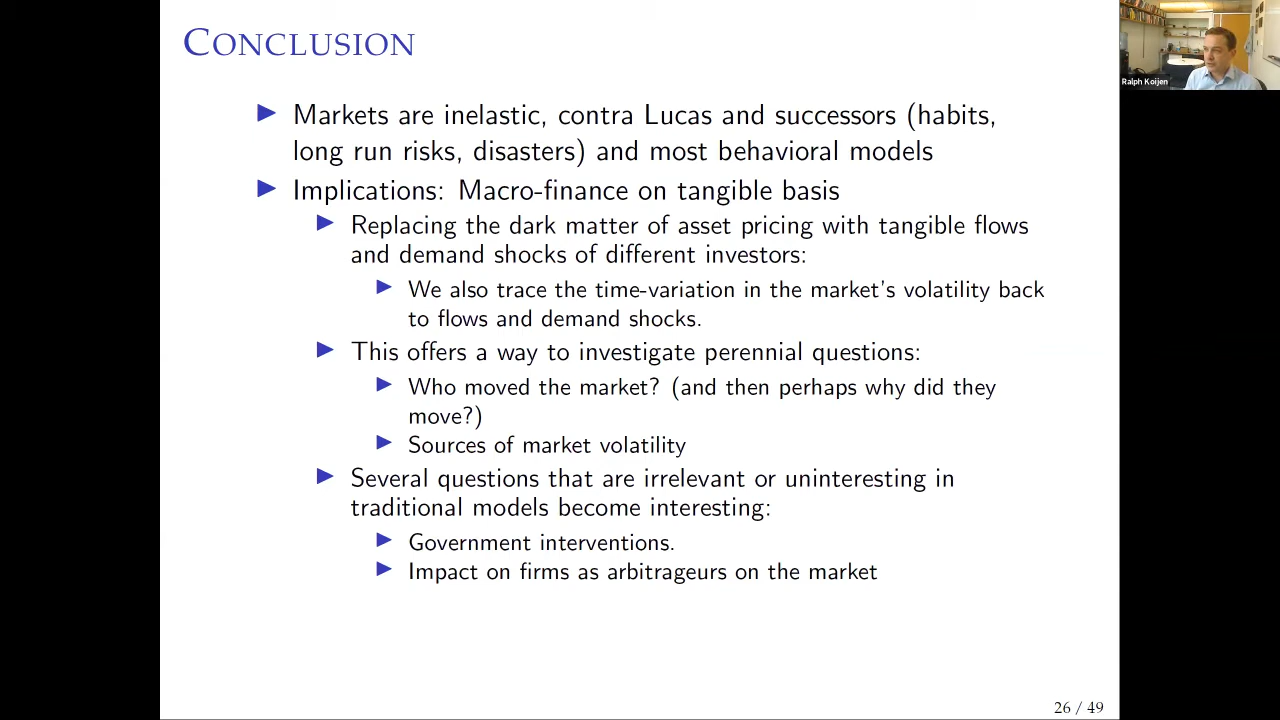 CONCLUSION
Markets are inelastic, contra Lucas and successors (habits,
long run risks, disasters) and most behavioral models
Implications: Macro-finance on tangible basis
Replacing the dark matter of asset pricing with tangible flows
and demand shocks of different investors:
We also trace the time-variation in the market's volatility back
to flows and demand shocks.
This offers a way to investigate perennial questions:
Who moved the market? (and then perhaps why did they
move?)
Sources of market volatility
Several questions that are irrelevant or uninteresting in
traditional models become interesting:
Government interventions.
Impact on firms as arbitrageurs on the market
26 / 49
Ralph Koijen